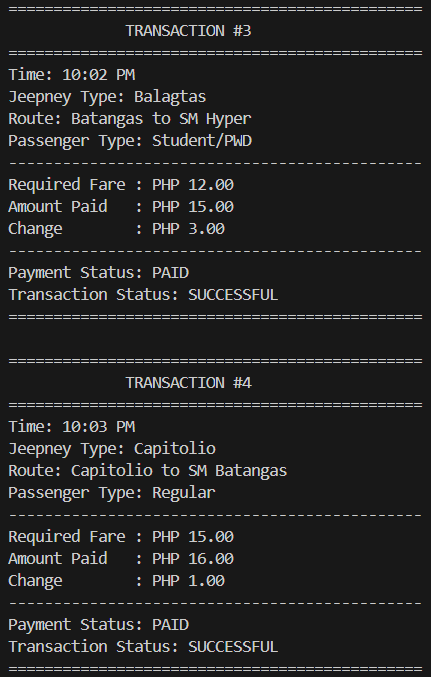 ==============================================
TRANSACTION #3
==============================================
Time: 10:02 PM
Jeepney Type: Balagtas
Route: Batangas to SM Hyper
Passenger Type: Student/PWD
----------------------------------------------
Required Fare : PHP 12.00
Amount Paid   : PHP 15.00
Change        : PHP 3.00
----------------------------------------------
Payment Status: PAID
Transaction Status: SUCCESSFUL
==============================================
==============================================
TRANSACTION #4
==============================================
Time: 10:03 PM
Jeepney Type: Capitolio
Route: Capitolio to SM Batangas
Passenger Type: Regular
----------------------------------------------
Required Fare : PHP 15.00
Amount Paid   : PHP 16.00
Change        : PHP 1.00
----------------------------------------------
Payment Status: PAID
Transaction Status: SUCCESSFUL
==============================================